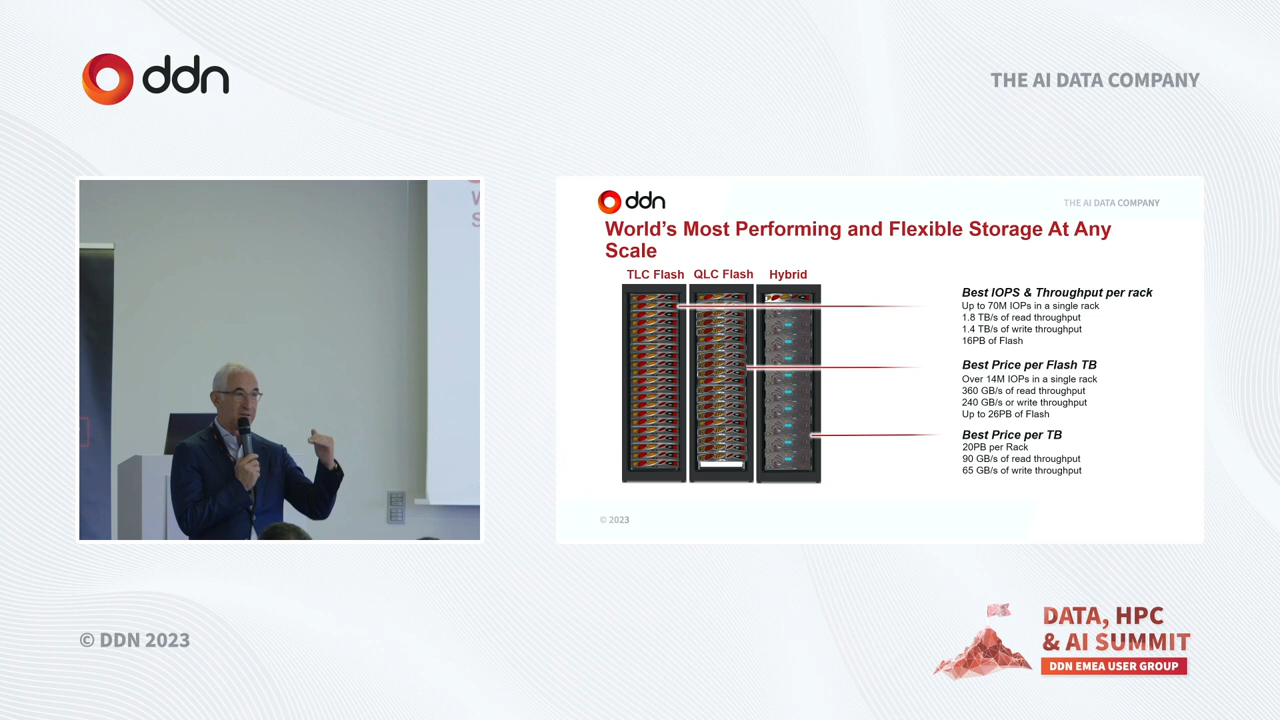 ddn
THE AI DATA COMPANY
W
S
ddn
THE AI DATA COMPANY
World's Most Performing and Flexible Storage At Any
Scale
TLC Flash QLC Flash Hybrid
Best IOPS & Throughput per rack
Up to 70M IOPs in a single rack
1.8 TB/s of read throughput
1.4 TB/s of write throughput
16PB of Flash
Best Price per Flash TB
Over 14M IOPs in a single rack
360 GB/s of read throughput
240 GB/s or write throughput
Up to 26PB of Flash
Best Price per TB
20PB per Rack
90 GB/s of read throughput
65 GB/s of write throughput
© 2023
© DDN 2023
DATA, HPC
& AI SUMMIT
DDN EMEA USER GROUP